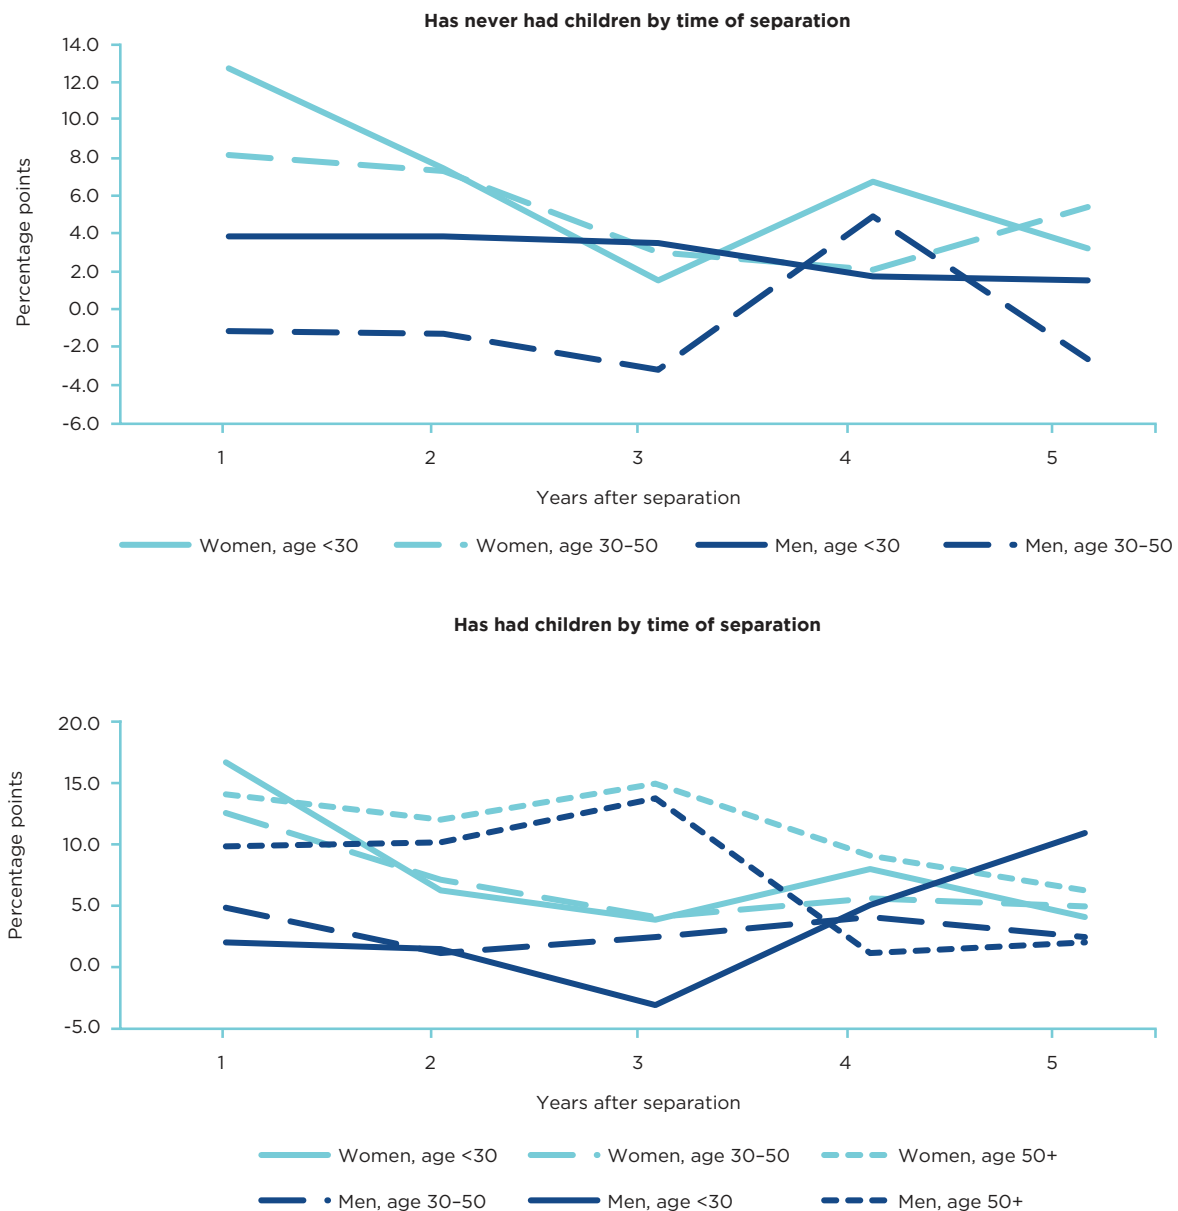 Has never had children by time of separation
14.0
12.0
10.0
8.0
6.0
4.0
2.0
0.0
-2.0
-4.0
-6.0
Percentage points
1 2 3 4 5
Years after separation
Women, age <30 Women, age 30–50 Men, age <30 Men, age 30–50
Has had children by time of separation
20.0
15.0
10.0
5.0
0.0
-5.0
Percentage points
1 2 3 4 5
Years after separation
Women, age <30 Women, age 30–50 Women, age 50+
Men, age 30–50 Men, age <30 Men, age 50+